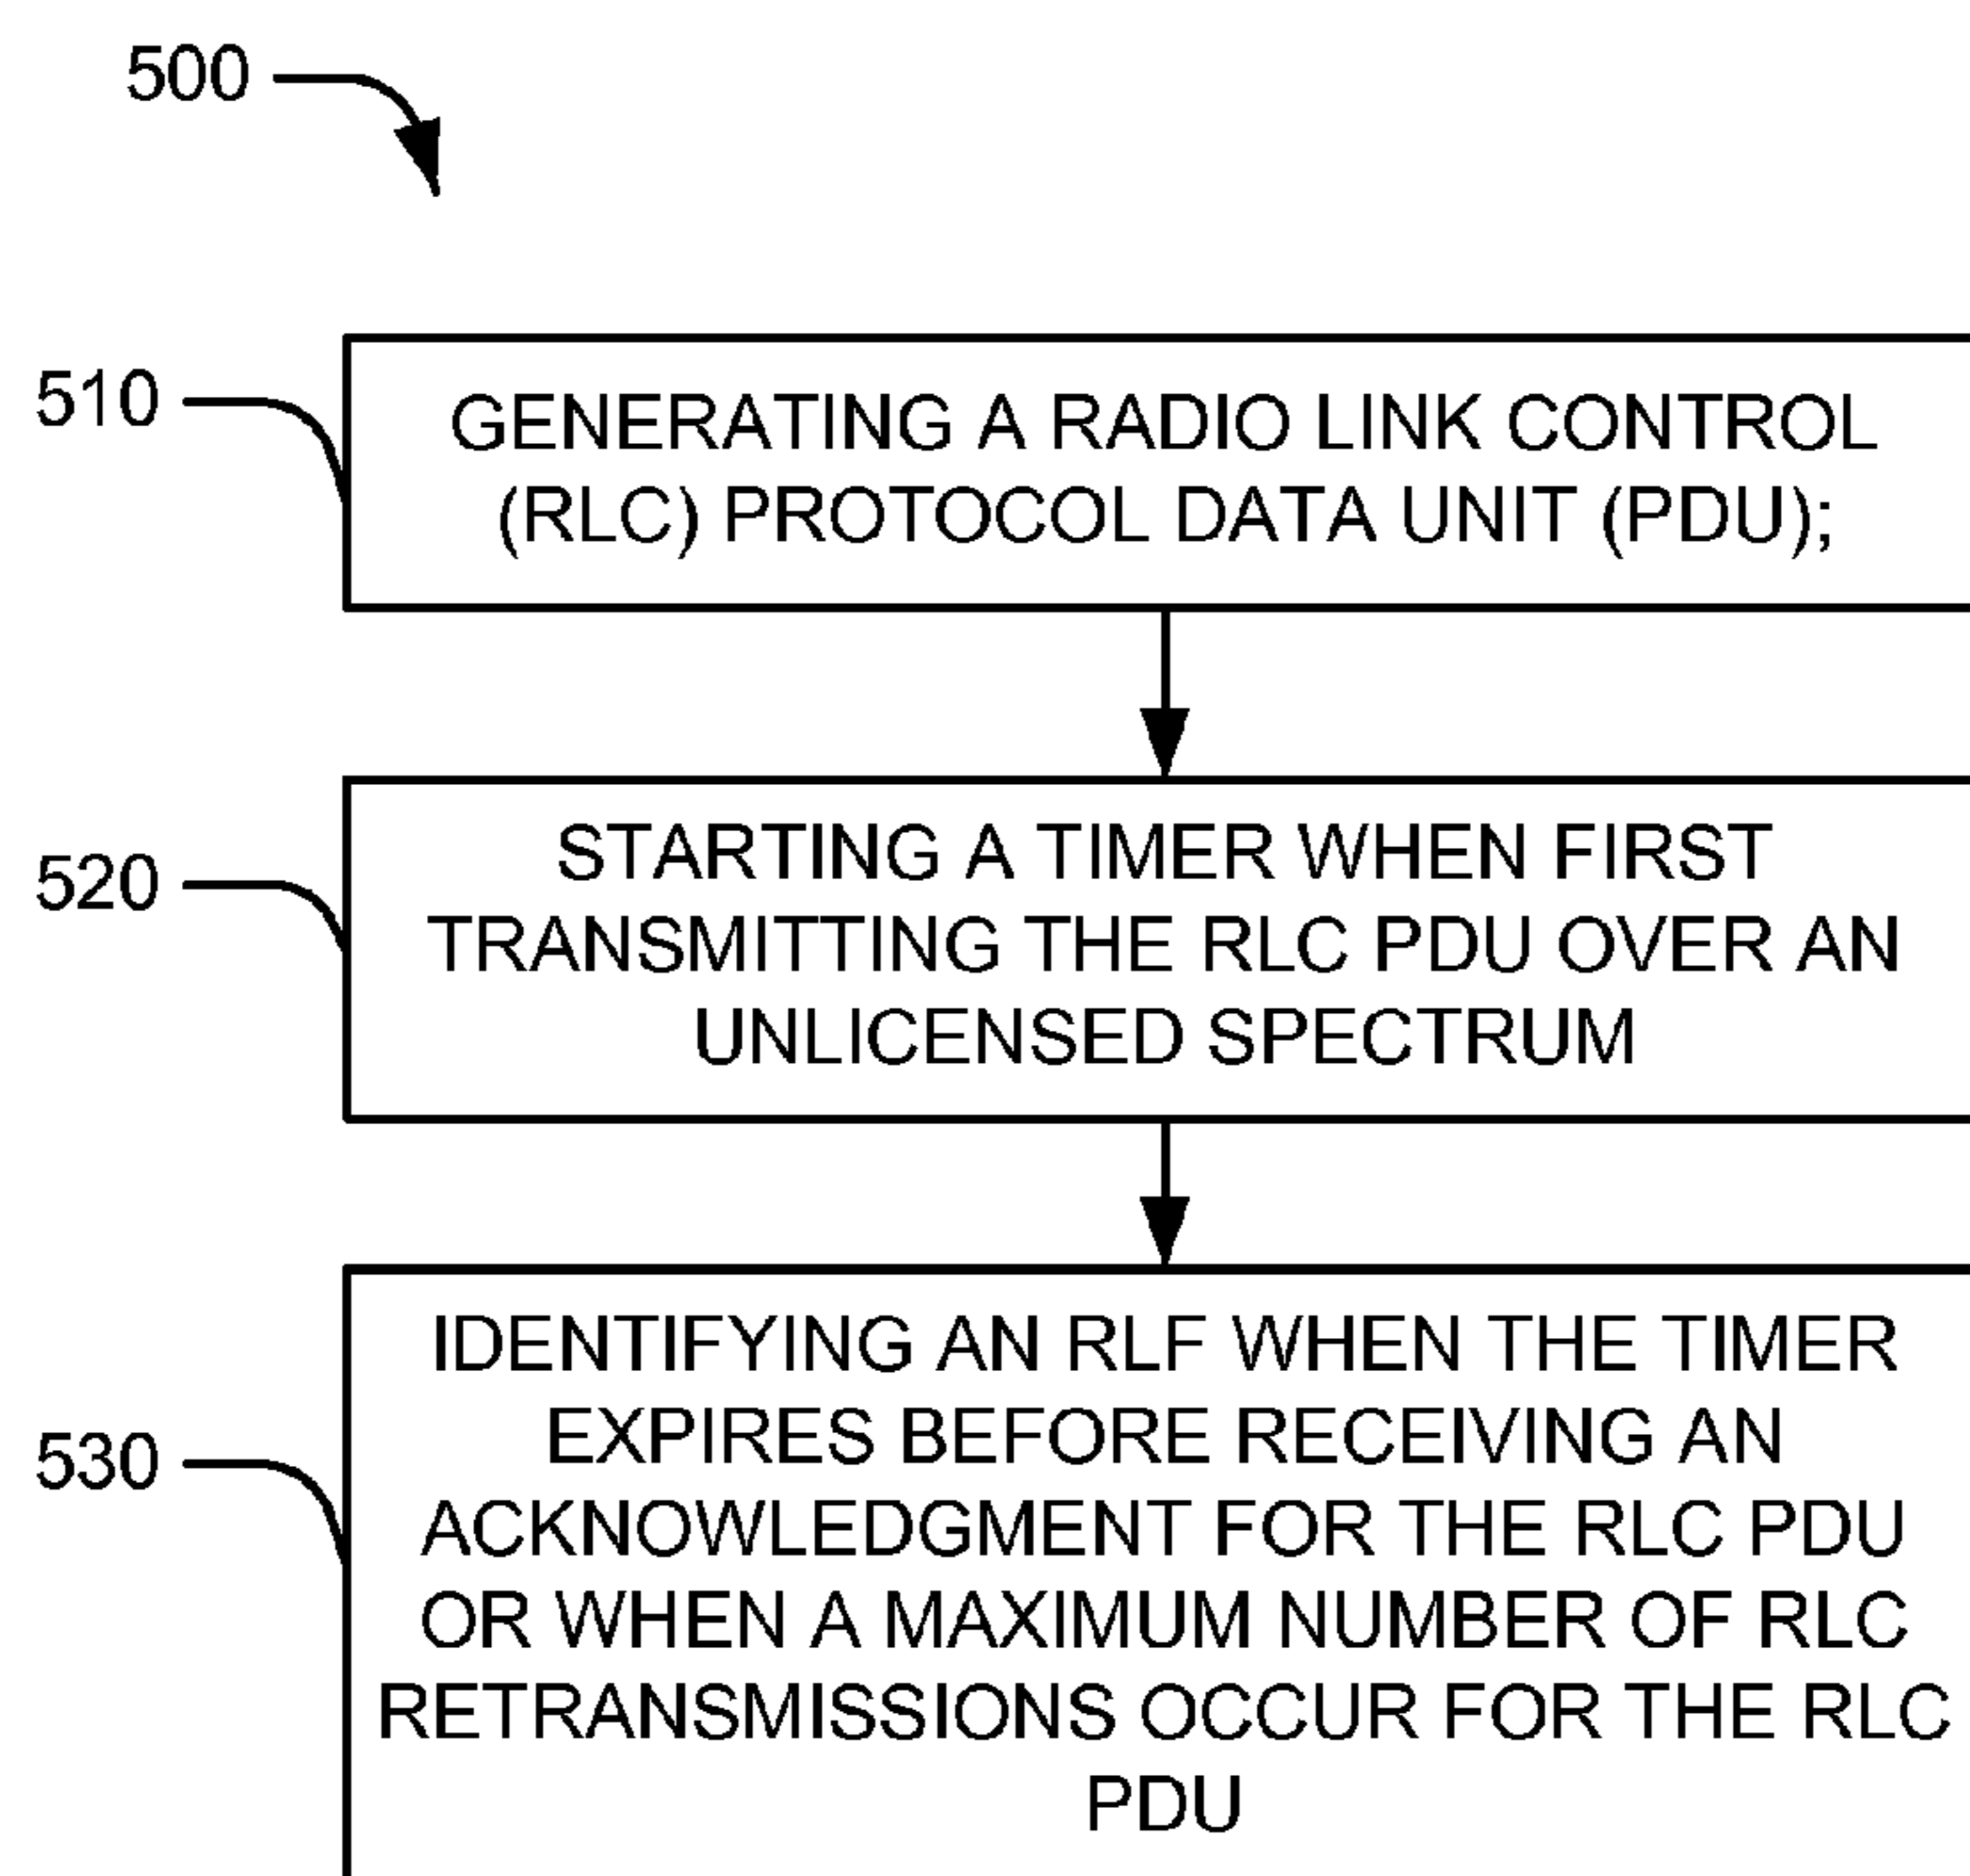 500
510
GENERATING A RADIO LINK CONTROL
(RLC) PROTOCOL DATA UNIT (PDU);
520
STARTING A TIMER WHEN FIRST
TRANSMITTING THE RLC PDU OVER AN
UNLICENSED SPECTRUM
530
IDENTIFYING AN RLF WHEN THE TIMER
EXPIRES BEFORE RECEIVING AN
ACKNOWLEDGMENT FOR THE RLC PDU
OR WHEN A MAXIMUM NUMBER OF RLC
RETRANSMISSIONS OCCUR FOR THE RLC
PDU